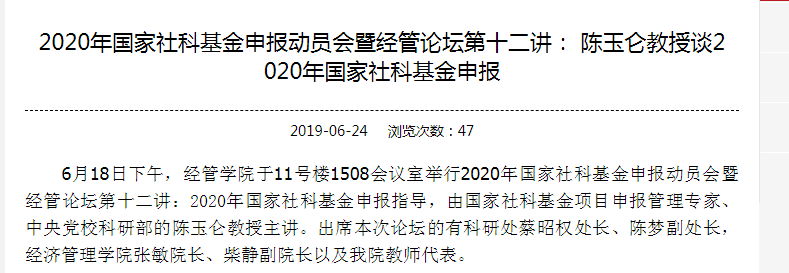 2020年国家社科基金申报动员会暨经管论坛第十二讲： 陈玉仑教授谈2
020年国家社科基金申报
2019-06-24 浏览次数：47
6月18日下午，经管学院于11号楼1508会议室举行2020年国家社科基金申报动员会暨
经管论坛第十二讲：2020年国家社科基金申报指导，由国家社科基金项目申报管理专家、
中央党校科研部的陈玉仑教授主讲。出席本次论坛的有科研处蔡昭权处长、陈梦副处长，
经济管理学院张敏院长、柴静副院长以及我院教师代表。